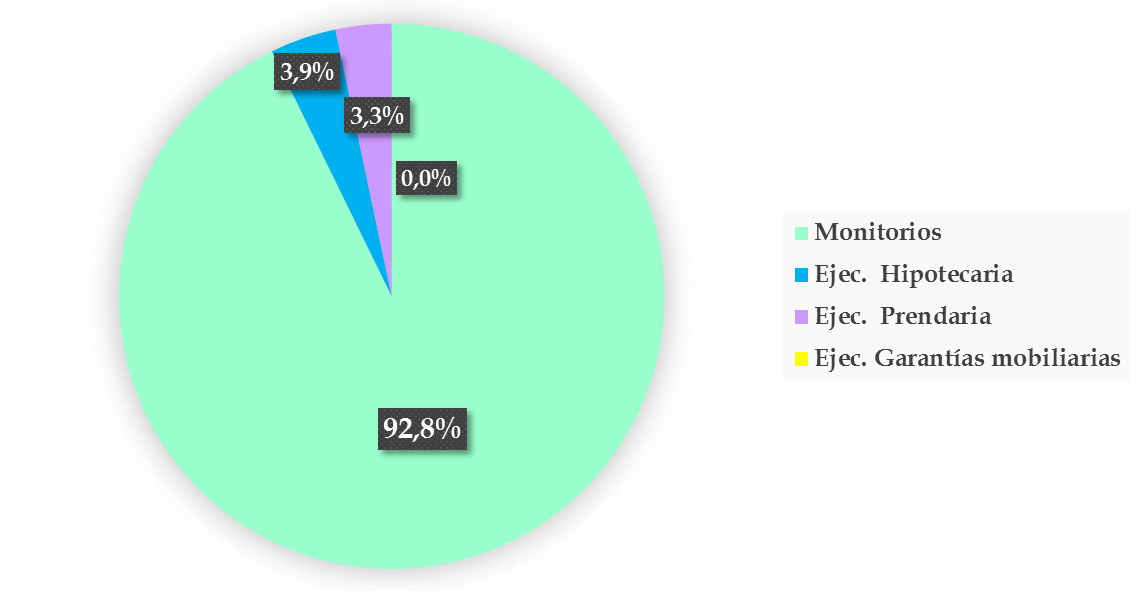 3,9%
3,3%
0,0%
92,8%
Monitorios
Ejec.  Hipotecaria
Ejec.  Prendaria
Ejec. Garantías mobiliarias